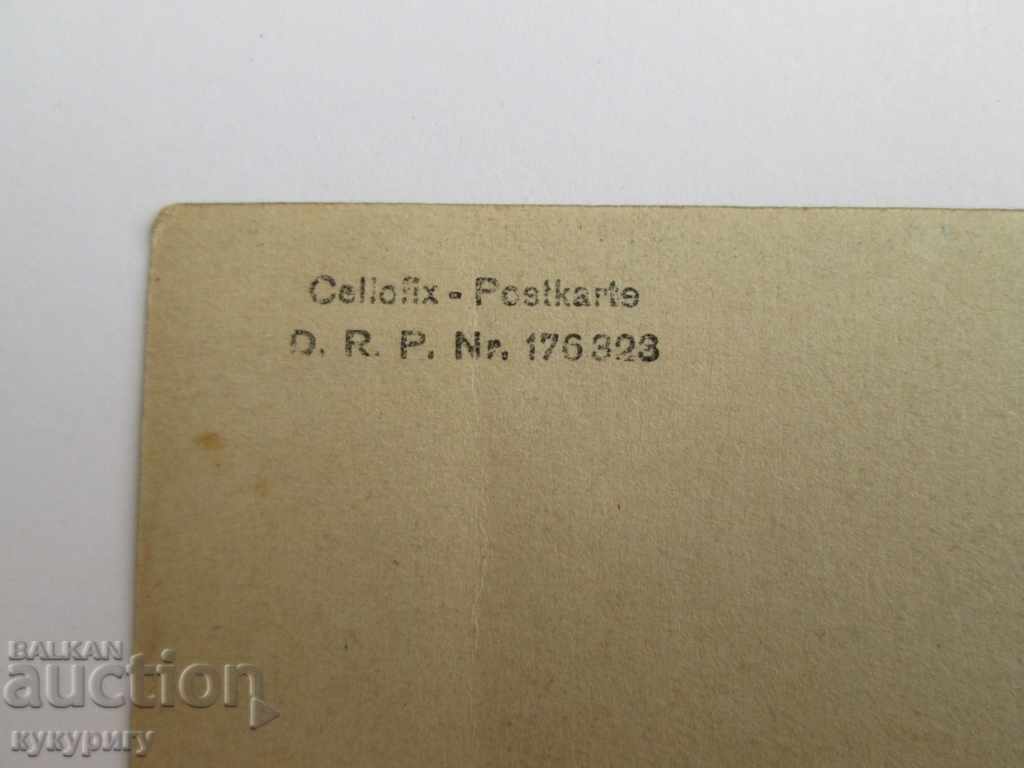 Cellofix - Postkarte
D. R. P. Nr. 176323
BALKAN
auction
кукуригу